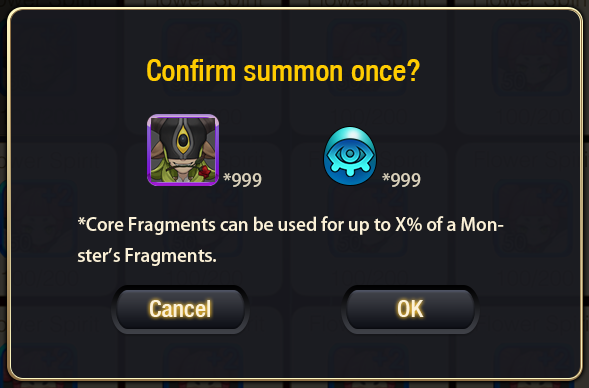 Confirm summon once?
*999 *999
*Core Fragments can be used for up to X% of a Mon-
ster's Fragments.
Cancel OK